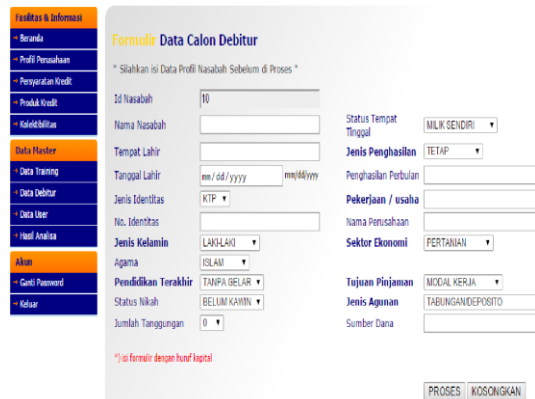 Fasilitas & Informasi
Beranda
Profil Perusahaan
Persyaratan Kredit
Produk Kredit
Kolektibilitas
Data Master
Data Training
Data Debitur
Data User
Hasil Analisa
Akun
Ganti Password
Keluar
Formulir Data Calon Debitur
* Silahkan isi Data Profil Nasabah Sebelum di Proses *
Id Nasabah 10
Nama Nasabah
Tempat Lahir
Tanggal Lahir mm/dd/yyyy mm/dd/yyyy
Jenis Identitas KTP
No. Identitas
Jenis Kelamin LAKI-LAKI
Agama ISLAM
Pendidikan Terakhir TANPA GELAR
Status Nikah BELUM KAWIN
Jumlah Tanggungan 0
Status Tempat
Tinggal MILIK SENDIRI
Jenis Penghasilan TETAP
Penghasilan Perbulan
Pekerjaan / usaha
Nama Perusahaan
Sektor Ekonomi PERTANIAN
Tujuan Pinjaman MODAL KERJA
Jenis Agunan TABUNGAN/DEPOSITO
Sumber Dana
*) isi formulir dengan huruf kapital
PROSES KOSONGKAN